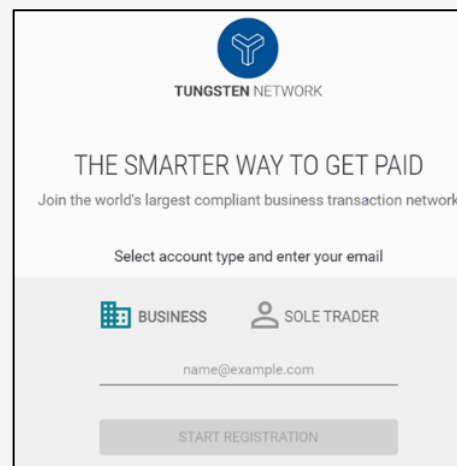 TUNGSTEN NETWORK
THE SMARTER WAY TO GET PAID
Join the world's largest compliant business transaction network
Select account type and enter your email
BUSINESS SOLE TRADER
name@example.com
START REGISTRATION